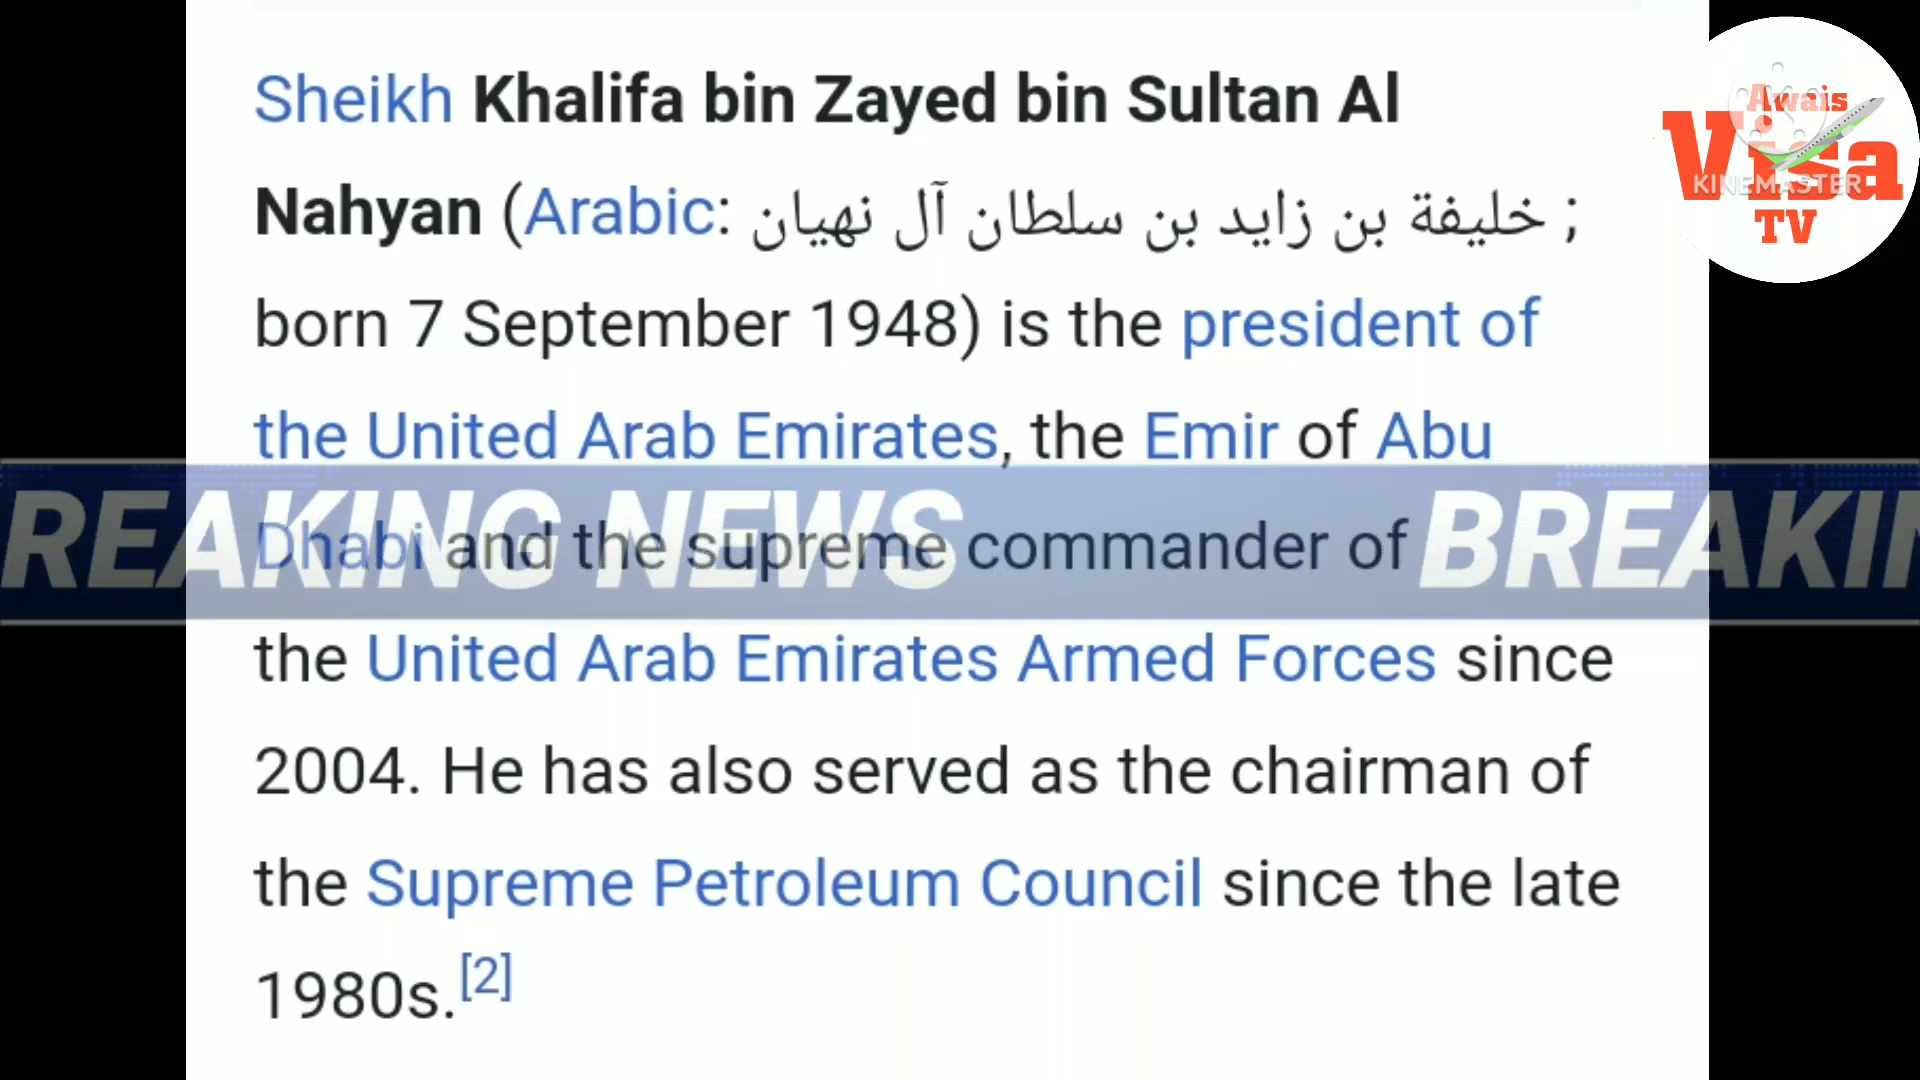 Sheikh Khalifa bin Zayed bin Sultan Al
Nahyan (Arabic: خليفة بن زايد بن سلطان آل نهيان ;
born 7 September 1948) is the president of
the United Arab Emirates, the Emir of Abu
Dhabi and the supreme commander of
the United Arab Emirates Armed Forces since
2004. He has also served as the chairman of
the Supreme Petroleum Council since the late
1980s.[2]
REAKING NEWS BREAKIN
Awais
Visa
KINEMASTER
TV